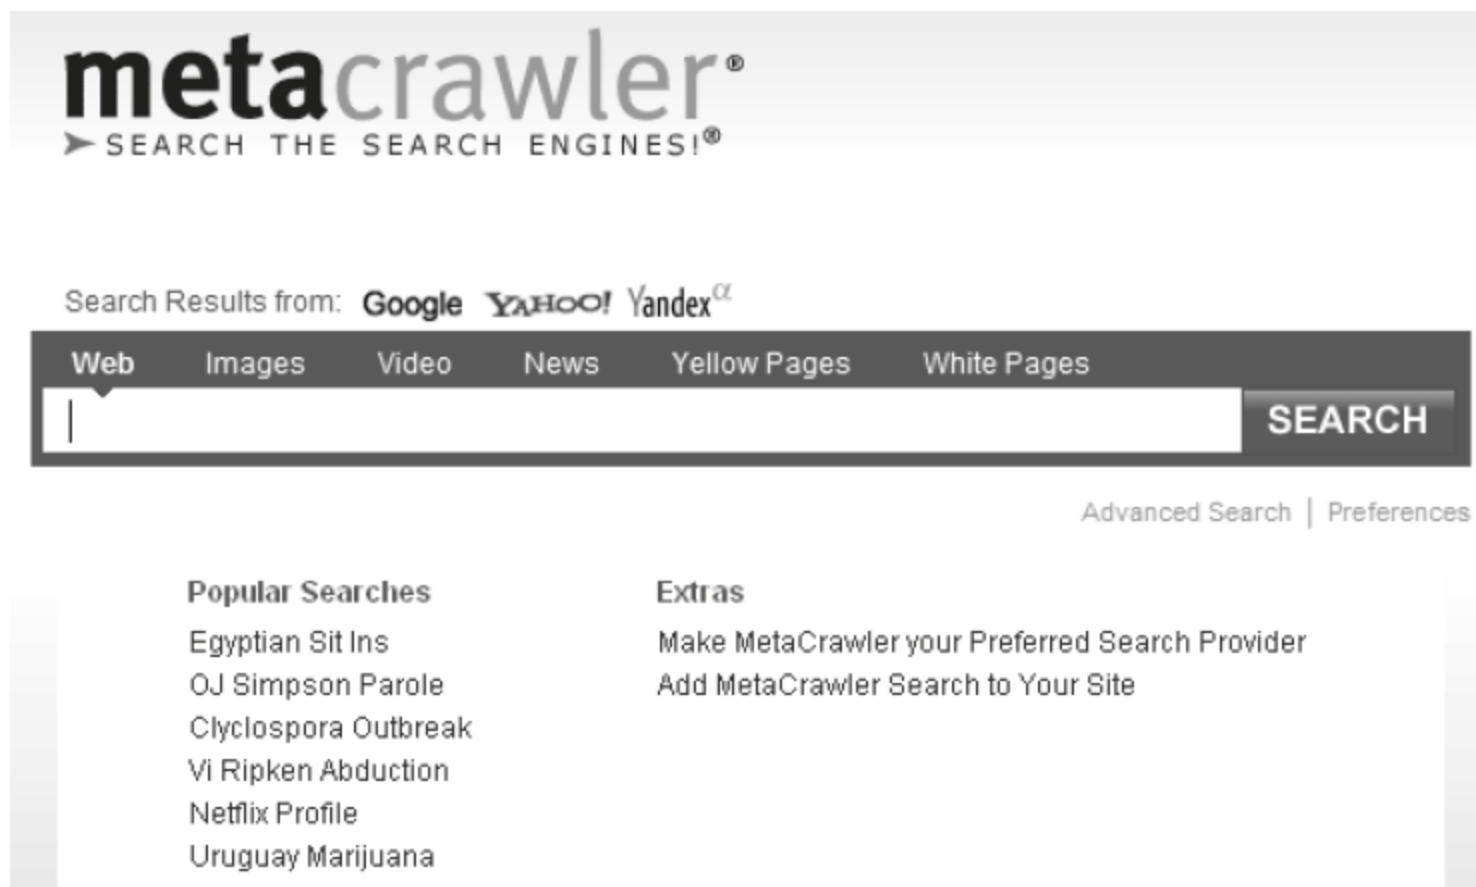 metacrawler®
SEARCH THE SEARCH ENGINES!®
Search Results from: Google YAHOO! Yandex α
Web Images Video News Yellow Pages White Pages
SEARCH
Advanced Search | Preferences
Popular Searches
Egyptian Sit Ins
OJ Simpson Parole
Clyclospora Outbreak
Vi Ripken Abduction
Netflix Profile
Uruguay Marijuana
Extras
Make MetaCrawler your Preferred Search Provider
Add MetaCrawler Search to Your Site